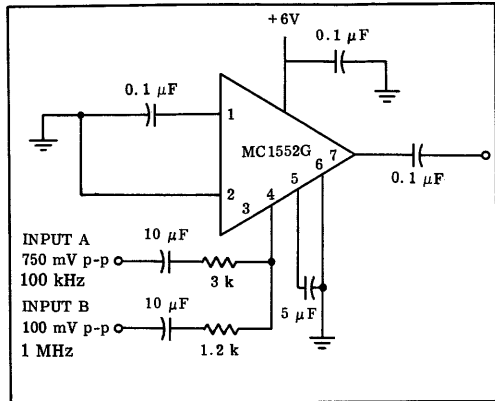 +6V
0.1 μF
0.1 μF
1
MC1552G
7
6
2
5
0.1 μF
3
4
INPUT A
10 μF
750 mV p-p
100 kHz
3 k
INPUT B
10 μF
5 μF
100 mV p-p
1 MHz
1.2 k